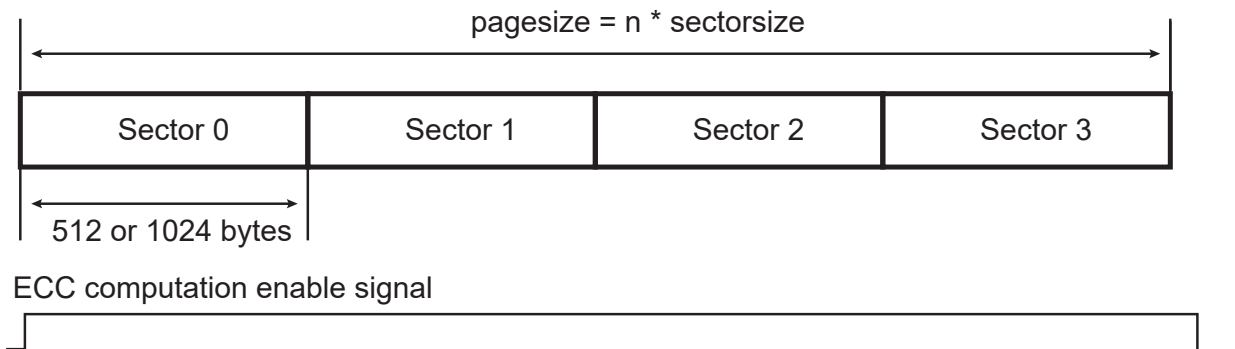 pagesize = n * sectorsize
Sector 0 Sector 1 Sector 2 Sector 3
512 or 1024 bytes
ECC computation enable signal